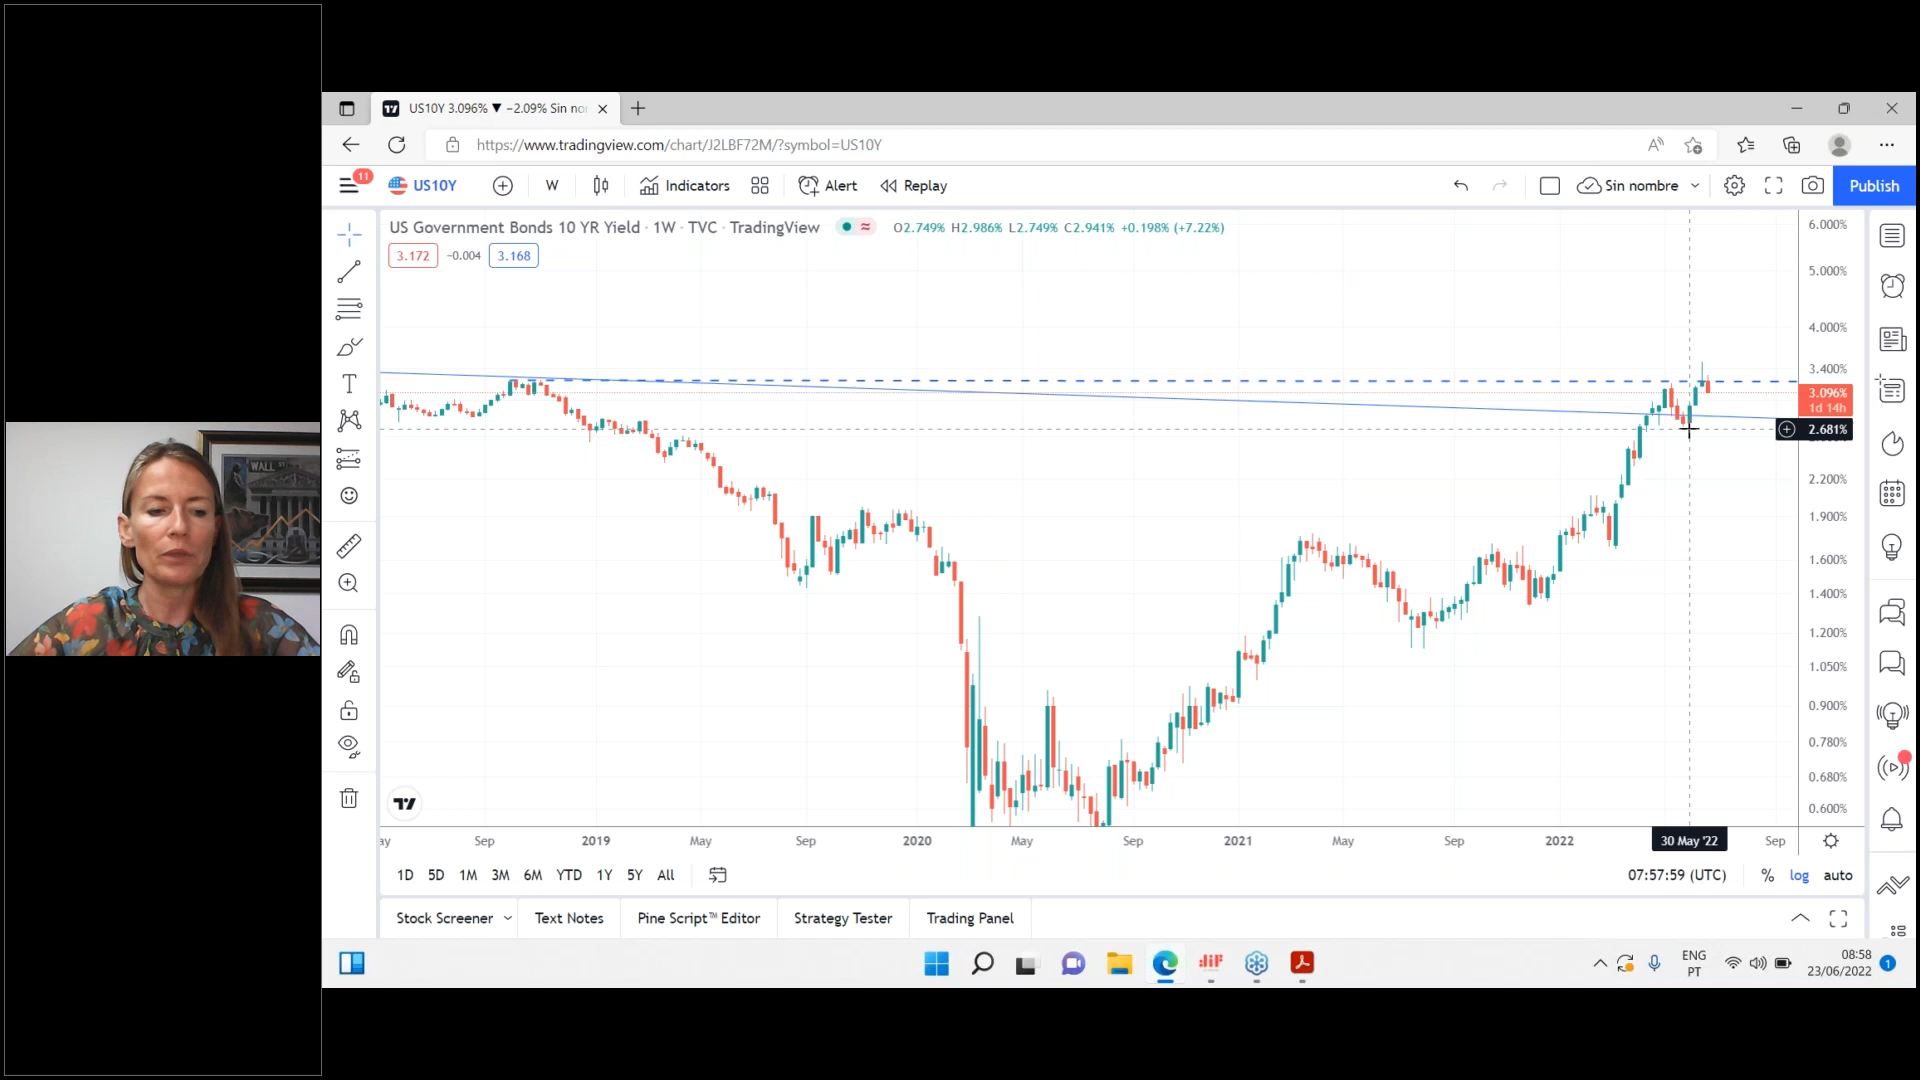 WALL ST
US10Y 3.096% ▼ −2.09% Sin no
https://www.tradingview.com/chart/J2LBF72M/?symbol=US10Y
11 US10Y W Indicators Alert Replay Sin nombre Publish
US Government Bonds 10 YR Yield · 1W · TVC · TradingView O2.749% H2.986% L2.749% C2.941% +0.198% (+7.22%)
3.172 −0.004 3.168
6.000%
5.000%
4.000%
3.400%
3.096%
1d 14h
2.681%
2.200%
1.900%
1.600%
1.400%
1.200%
1.050%
0.900%
0.780%
0.680%
0.600%
ay Sep 2019 May Sep 2020 May Sep 2021 May Sep 2022 30 May '22 Sep
1D 5D 1M 3M 6M YTD 1Y 5Y All 07:57:59 (UTC) % log auto
Stock Screener Text Notes Pine Script™ Editor Strategy Tester Trading Panel
ENG
PT
08:58
23/06/2022
1